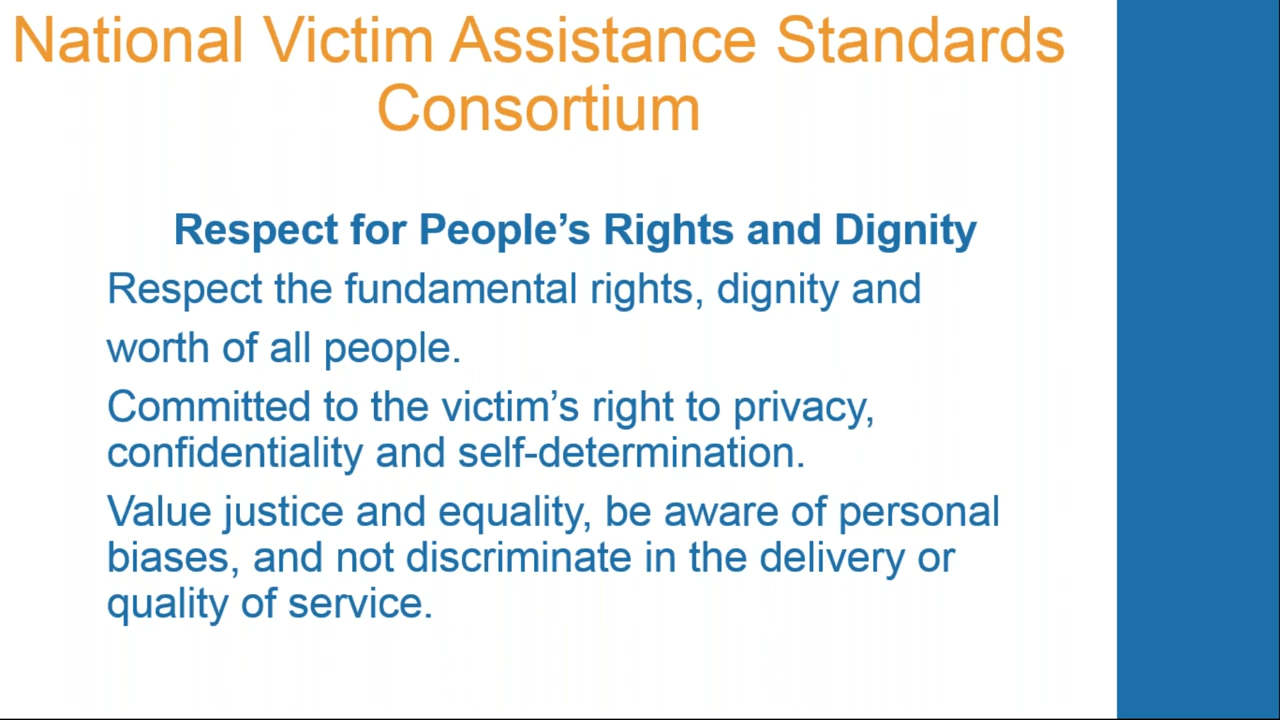 National Victim Assistance Standards
Consortium
Respect for People’s Rights and Dignity
Respect the fundamental rights, dignity and
worth of all people.
Committed to the victim’s right to privacy,
confidentiality and self-determination.
Value justice and equality, be aware of personal
biases, and not discriminate in the delivery or
quality of service.